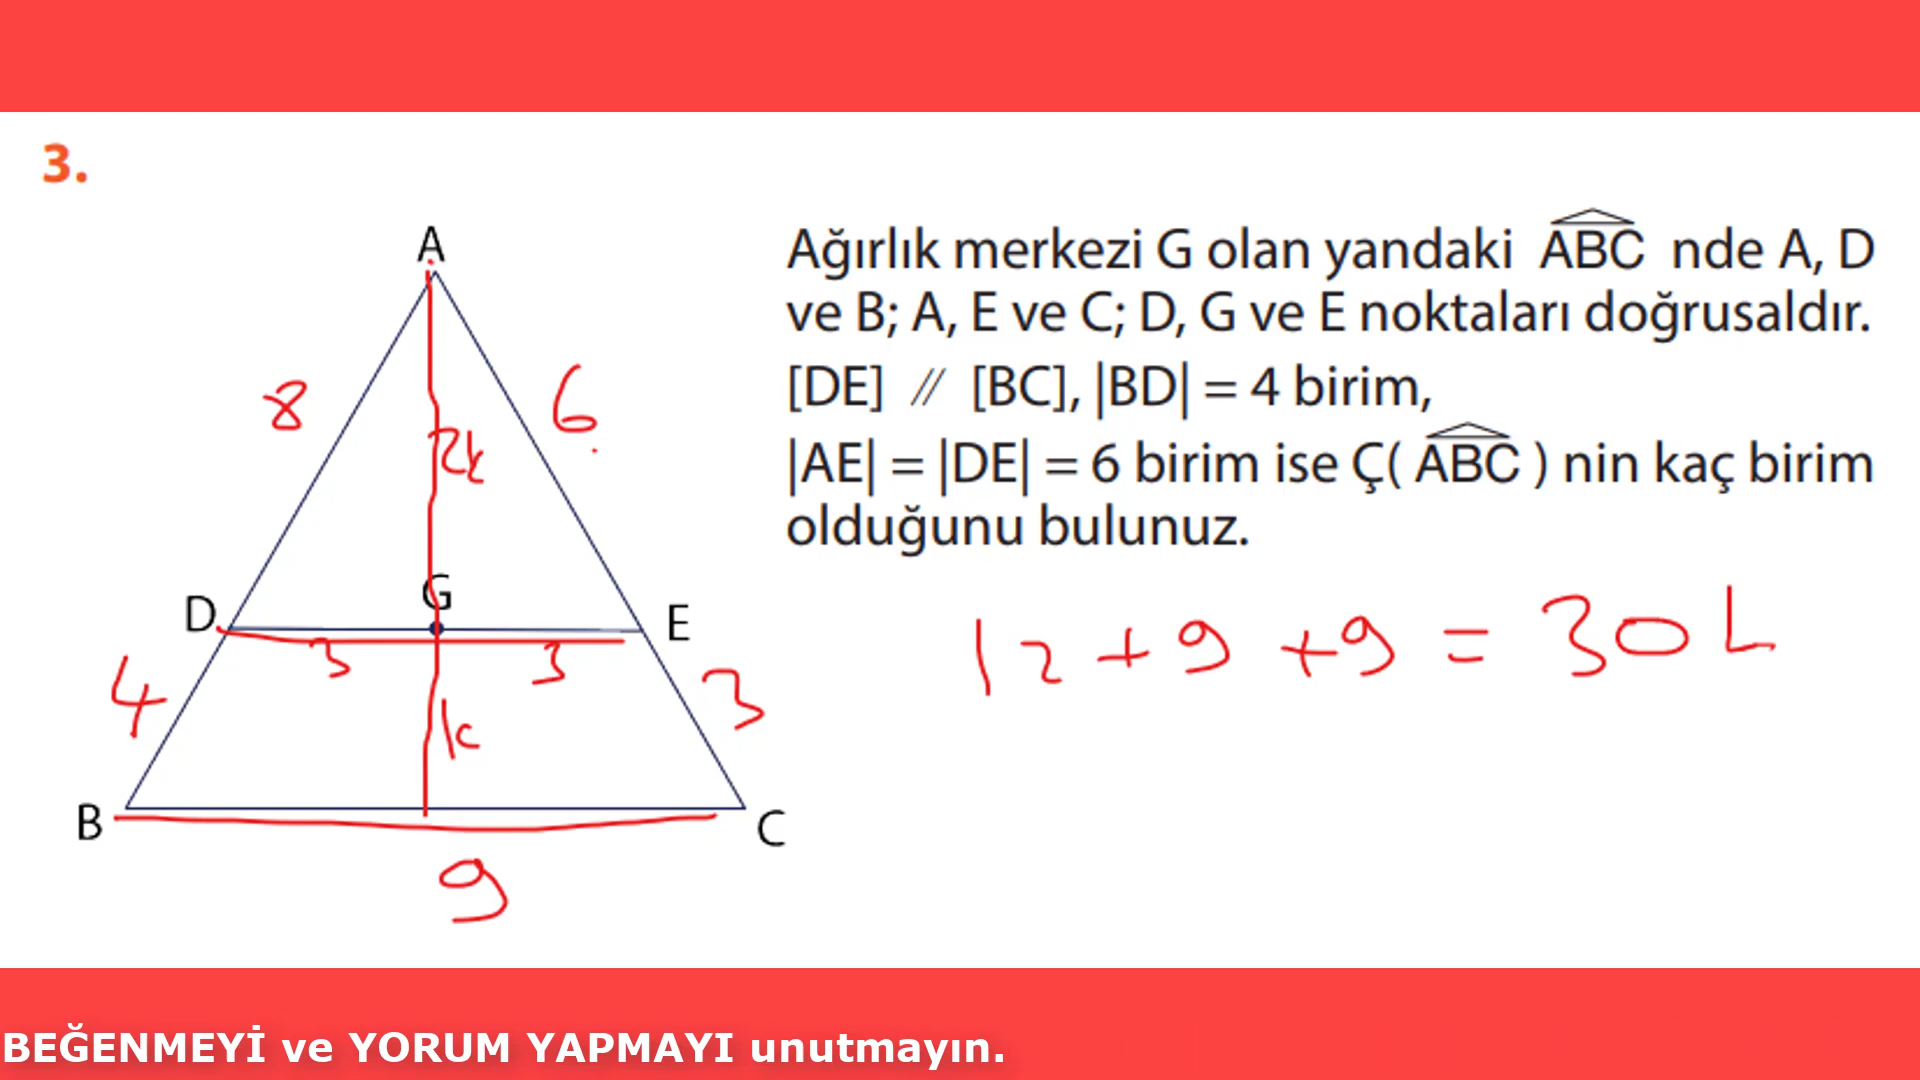 3.
A
Ağırlık merkezi G olan yandaki ABC nde A, D
ve B; A, E ve C; D, G ve E noktaları doğrusaldır.
[DE] // [BC], |BD| = 4 birim,
|AE| = |DE| = 6 birim ise Ç( ABC ) nin kaç birim
olduğunu bulunuz.
8
6
2k
G
D
E
3
3
4
3
k
12 + 9 + 9 = 30
B
C
9
BEĞENMEYİ ve YORUM YAPMAYI unutmayın.